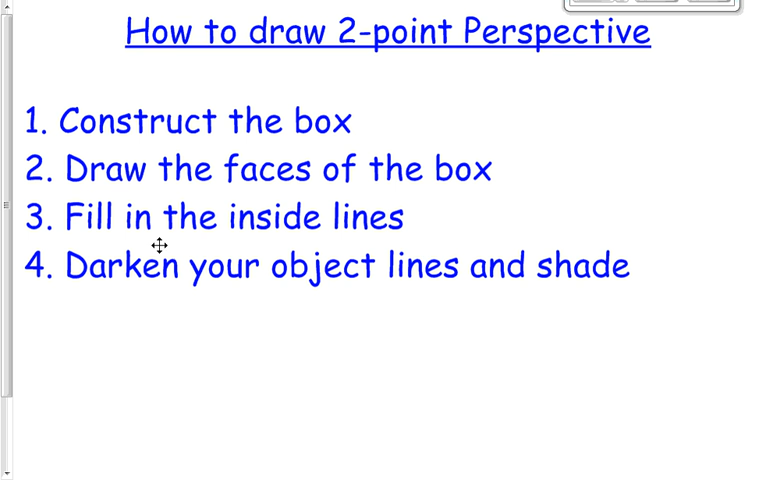 How to draw 2-point Perspective
1. Construct the box
2. Draw the faces of the box
3. Fill in the inside lines
4. Darken your object lines and shade